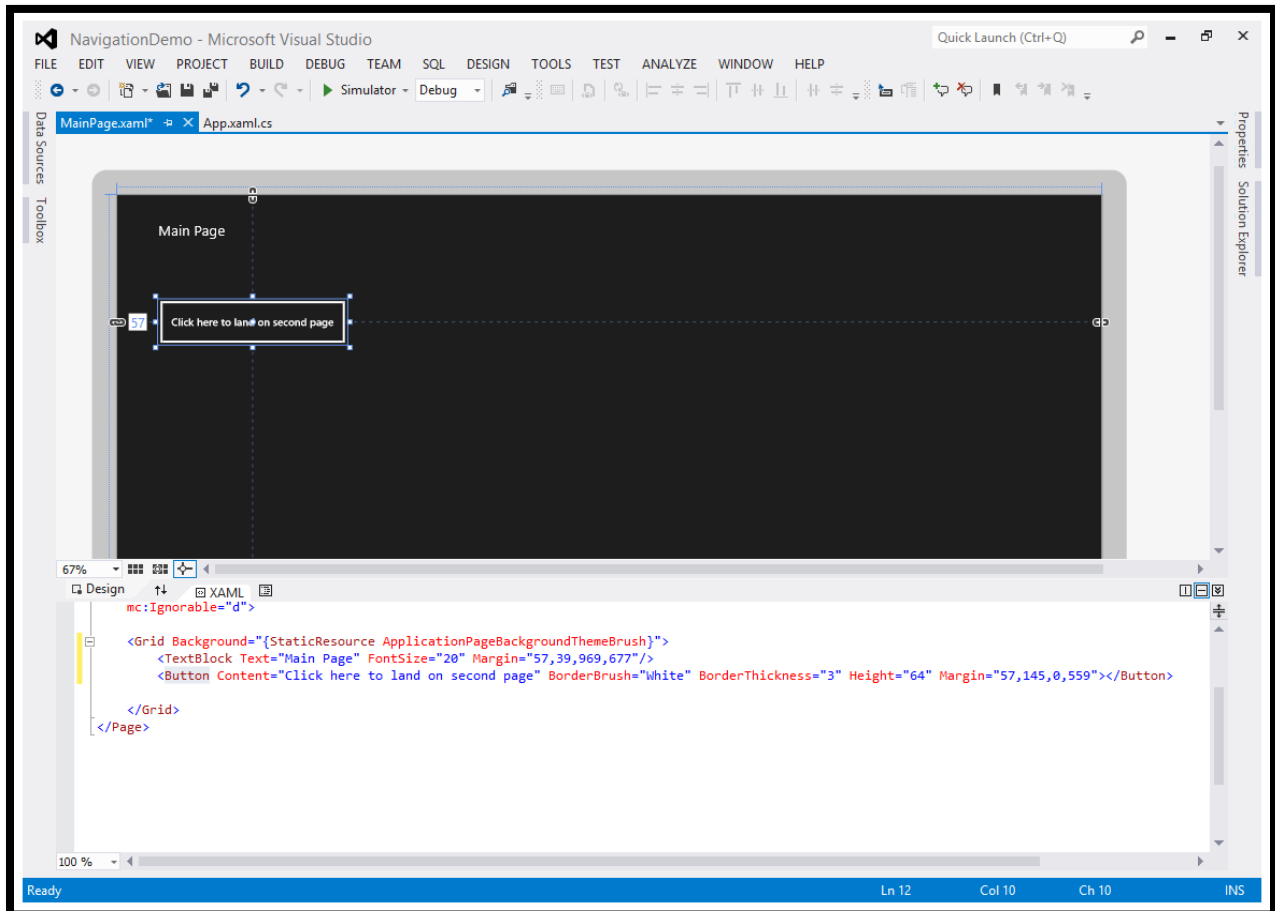 NavigationDemo - Microsoft Visual Studio
Quick Launch (Ctrl+Q)
FILE EDIT VIEW PROJECT BUILD DEBUG TEAM SQL DESIGN TOOLS TEST ANALYZE WINDOW HELP
Simulator Debug
Data Sources
Toolbox
MainPage.xaml* App.xaml.cs
Properties
Solution Explorer
Main Page
57
Click here to land on second page
67%
Design XAML
mc:Ignorable="d">
<Grid Background="{StaticResource ApplicationPageBackgroundThemeBrush}">
<TextBlock Text="Main Page" FontSize="20" Margin="57,39,969,677"/>
<Button Content="Click here to land on second page" BorderBrush="White" BorderThickness="3" Height="64" Margin="57,145,0,559"></Button>
</Grid>
</Page>
100 %
Ready Ln 12 Col 10 Ch 10 INS